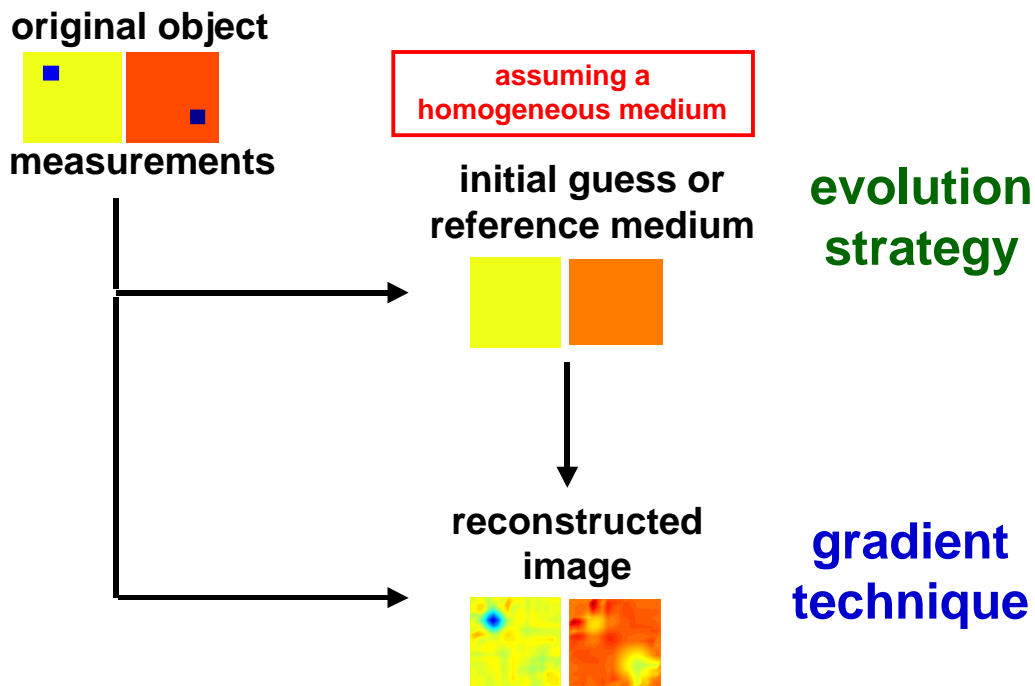 original object
measurements
assuming a
homogeneous medium
initial guess or
reference medium
evolution
strategy
reconstructed
image
gradient
technique